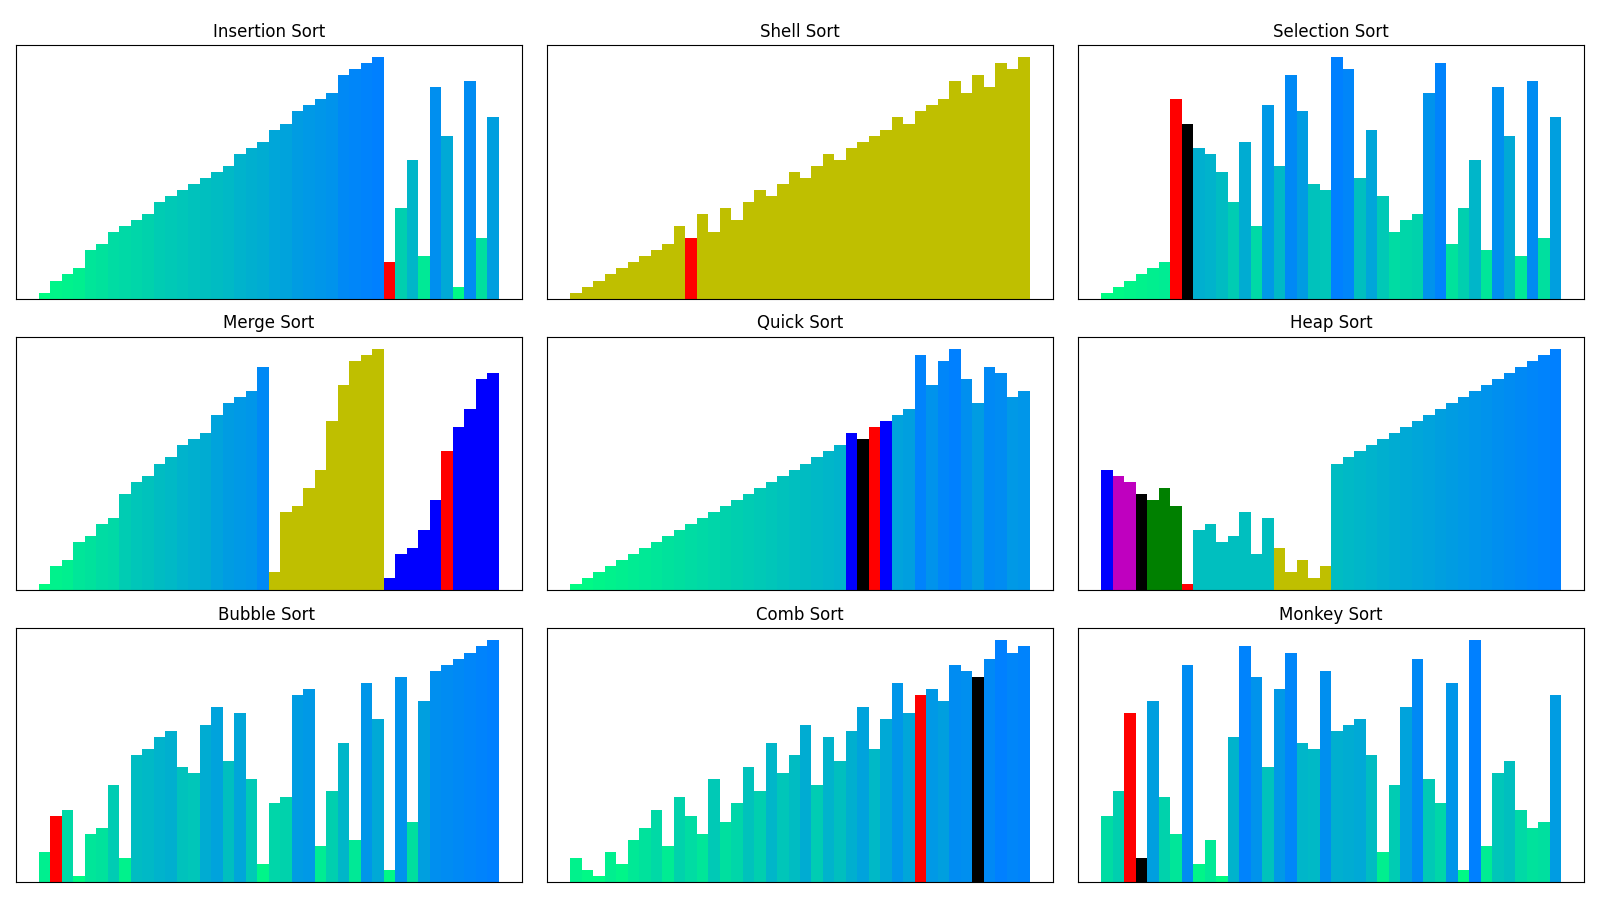 Insertion Sort
Shell Sort
Selection Sort
Merge Sort
Quick Sort
Heap Sort
Bubble Sort
Comb Sort
Monkey Sort